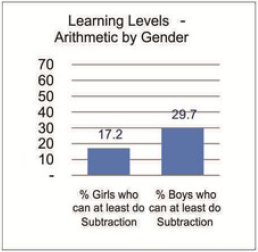 Learning Levels -
Arithmetic by Gender
70
60
50
40
30
20
10
-
17.2
29.7
% Girls who
can at least do
Subtraction
% Boys who
can at least do
Subtraction